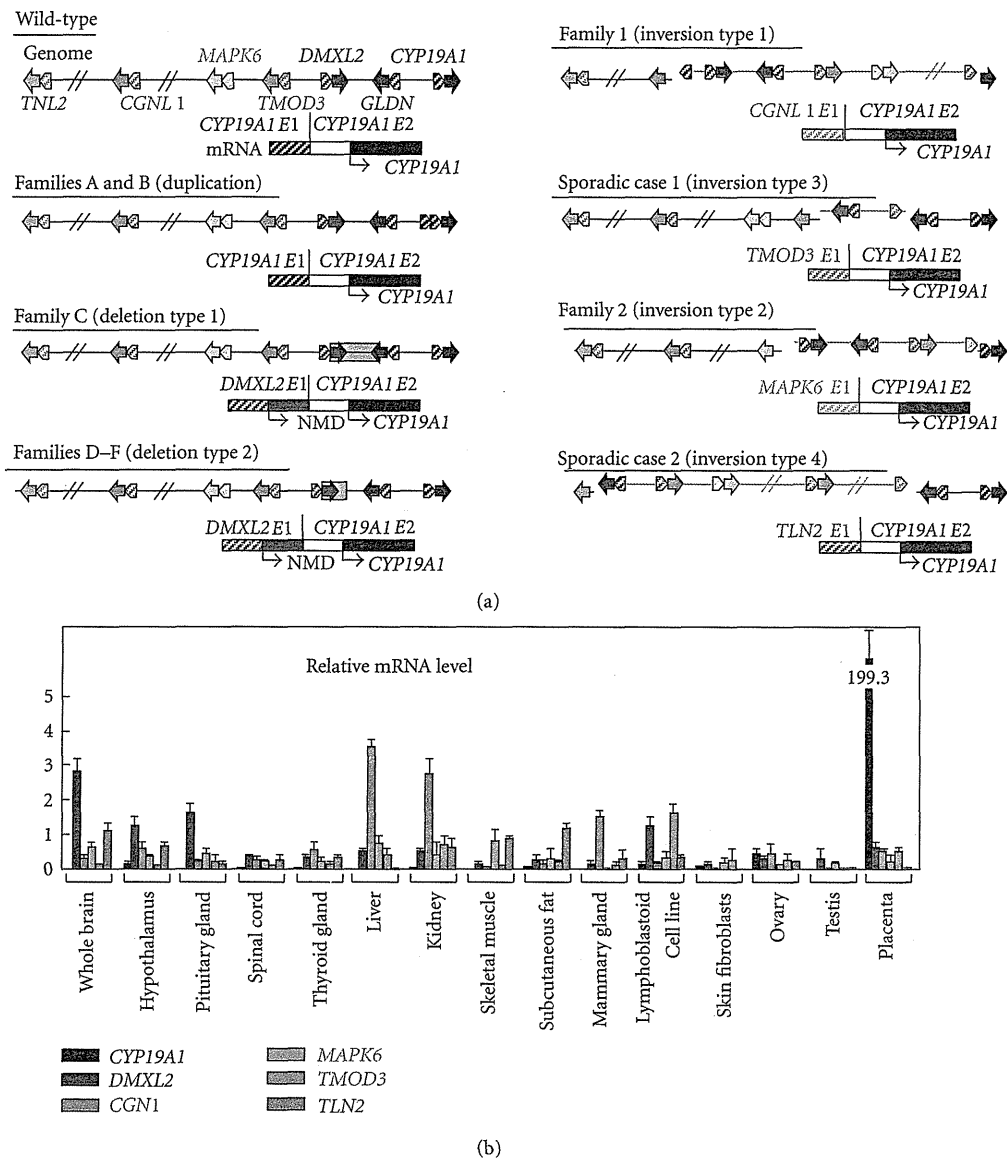 Wild-type
Genome
MAPK6
DMXL2
CYP19A1
TNL2
CGNL 1
TMOD3
GLDN
CYP19A1 E1
CYP19A1 E2
mRNA
CYP19A1
Families A and B (duplication)
CYP19A1 E1
CYP19A1 E2
CYP19A1
Family C (deletion type 1)
DMXL2 E1
CYP19A1 E2
NMD
CYP19A1
Families D–F (deletion type 2)
DMXL2 E1
CYP19A1 E2
NMD
CYP19A1
Family 1 (inversion type 1)
CGNL 1 E1
CYP19A1 E2
CYP19A1
Sporadic case 1 (inversion type 3)
TMOD3 E1
CYP19A1 E2
CYP19A1
Family 2 (inversion type 2)
MAPK6 E1
CYP19A1 E2
CYP19A1
Sporadic case 2 (inversion type 4)
TLN2 E1
CYP19A1 E2
CYP19A1
(a)
Relative mRNA level
199.3
5
4
3
2
1
0
Whole brain
Hypothalamus
Pituitary gland
Spinal cord
Thyroid gland
Liver
Kidney
Skeletal muscle
Subcutaneous fat
Mammary gland
Lymphoblastoid
Cell line
Skin fibroblasts
Ovary
Testis
Placenta
CYP19A1
DMXL2
CGN1
MAPK6
TMOD3
TLN2
(b)